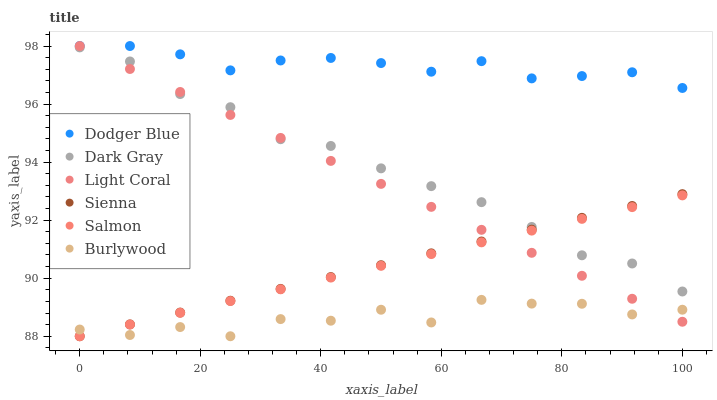 title
yaxis_label
98
96
94
92
90
88
Dodger Blue
Dark Gray
Light Coral
Sienna
Salmon
Burlywood
0 20 40 60 80 100
xaxis_label